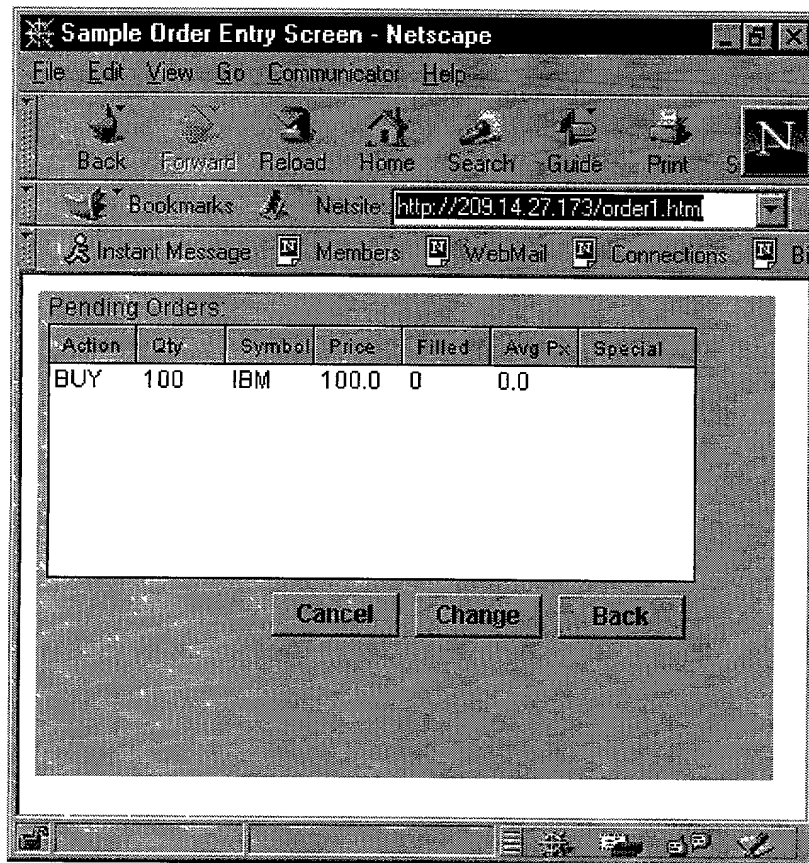 Sample Order Entry Screen - Netscape
File Edit View Go Communicator Help
Back Forward Reload Home Search Guide Print S N
Bookmarks Netsite: http://209.14.27.173/order1.htm
Instant Message Members WebMail Connections Bi
Pending Orders:
Action Qty Symbol Price Filled Avg Px Special
BUY 100 IBM 100.0 0 0.0
Cancel Change Back